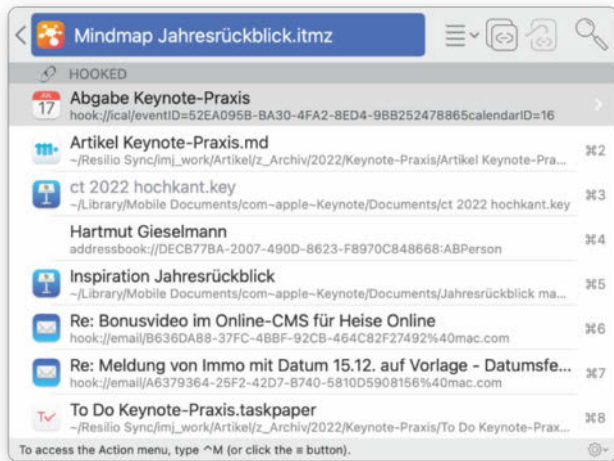 Mindmap Jahresrückblick.itmz
HOOKED
JUL
17
Abgabe Keynote-Praxis
hook://ical/eventID=52EA095B-BA30-4FA2-8ED4-9BB252478865calendarID=16
Artikel Keynote-Praxis.md
~/Resilio Sync/imj_work/Artikel/z_Archiv/2022/Keynote-Praxis/Artikel Keynote-Pra...
⌘2
ct 2022 hochkant.key
~/Library/Mobile Documents/com~apple~Keynote/Documents/ct 2022 hochkant.key
⌘3
Hartmut Gieselmann
addressbook://DECB77BA-2007-490D-8623-F8970C848668:ABPerson
⌘4
Inspiration Jahresrückblick
~/Library/Mobile Documents/com~apple~Keynote/Documents/Jahresrückblick ma...
⌘5
Re: Bonusvideo im Online-CMS für Heise Online
hook://email/B636DA88-37FC-4BBF-92CB-464C82F27492%40mac.com
⌘6
Re: Meldung von Immo mit Datum 15.12. auf Vorlage - Datumsfe...
hook://email/A6379364-25F2-42D7-B740-5810D5908156%40mac.com
⌘7
To Do Keynote-Praxis.taskpaper
~/Resilio Sync/imj_work/Artikel/z_Archiv/2022/Keynote-Praxis/To Do Keynote-Prax...
⌘8
To access the Action menu, type ^M (or click the ≡ button).